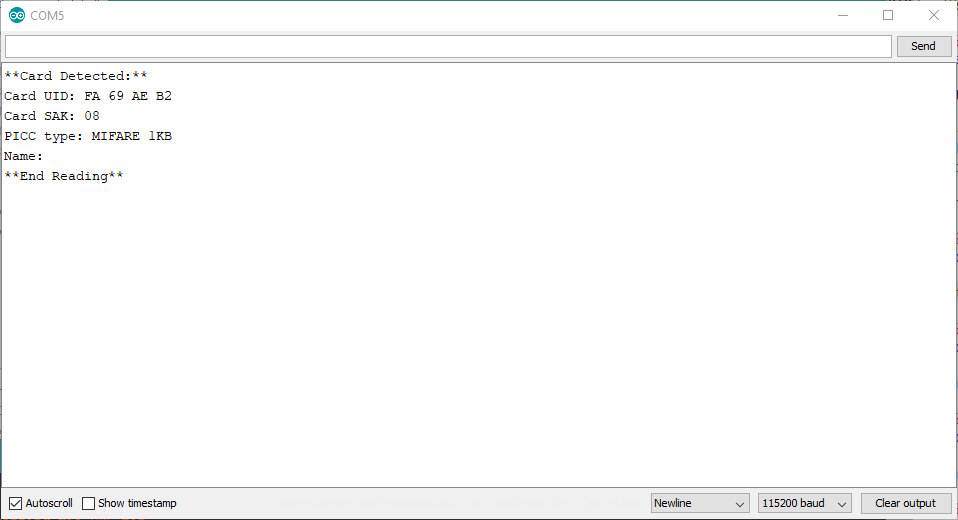 COM5
Send
**Card Detected:**
Card UID: FA 69 AE B2
Card SAK: 08
PICC type: MIFARE 1KB
Name:
**End Reading**
Autoscroll Show timestamp Newline 115200 baud Clear output